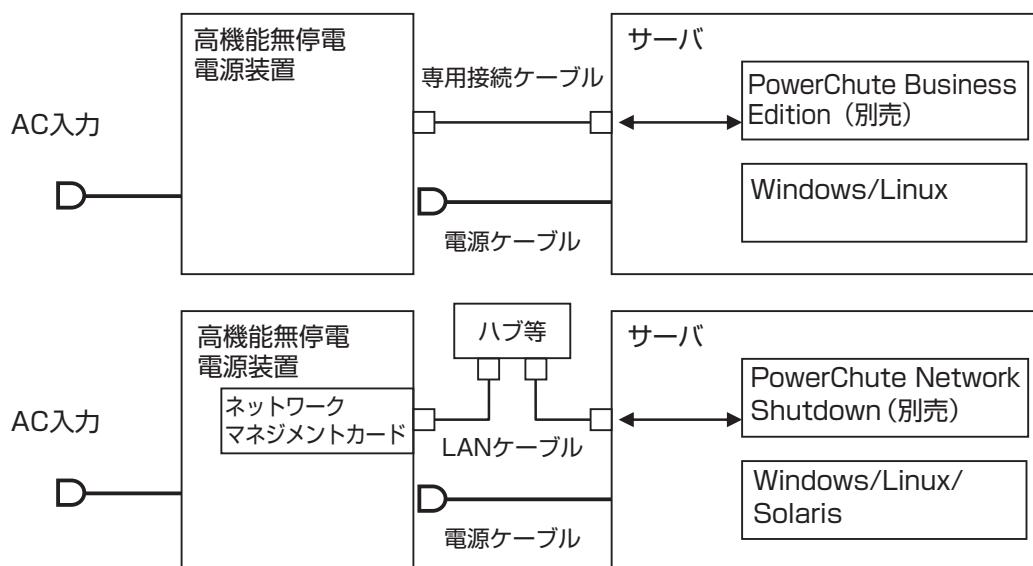 高機能無停電
電源装置
サーバ
専用接続ケーブル
PowerChute Business
Edition（別売）
AC入力
Windows/Linux
電源ケーブル
高機能無停電
電源装置
ハブ等
サーバ
ネットワーク
マネジメントカード
PowerChute Network
Shutdown（別売）
AC入力
LANケーブル
Windows/Linux/
Solaris
電源ケーブル